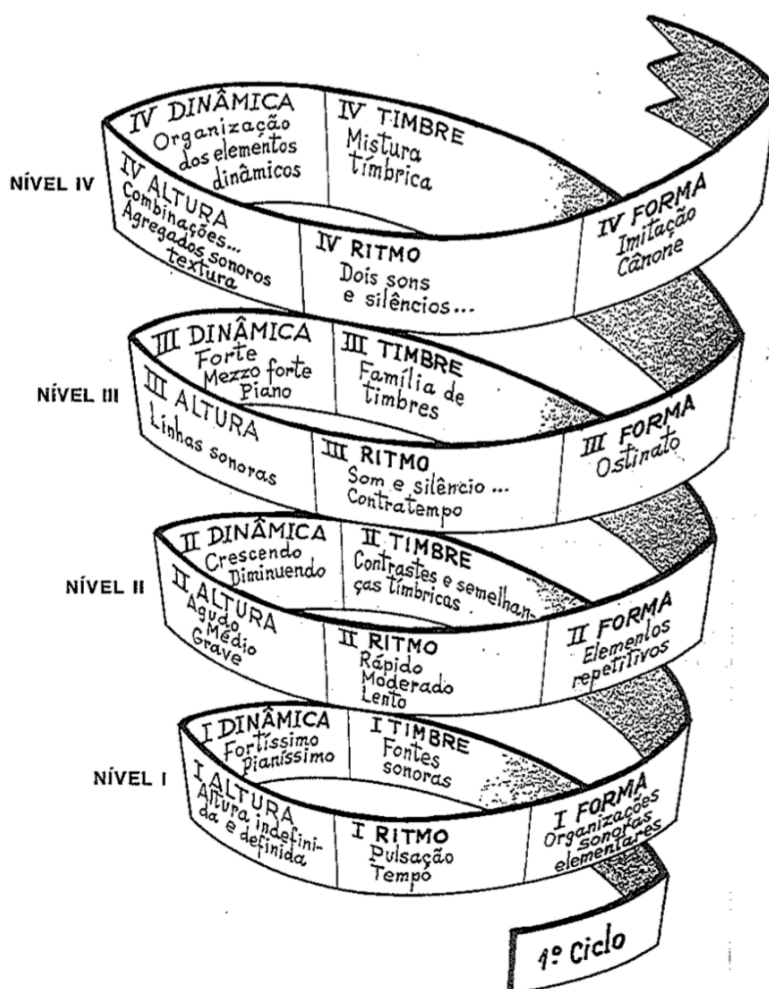 NÍVEL IV
IV DINÂMICA
Organização
dos elementos
dinâmicos
IV TIMBRE
Mistura
tímbrica
IV ALTURA
Combinações...
Agregados sonoros
textura
IV RITMO
Dois sons
e silêncios...
IV FORMA
Imitação
Cânone
NÍVEL III
III DINÂMICA
Forte
Mezzo forte
Piano
III TIMBRE
Família de
timbres
III ALTURA
Linhas sonoras
III RITMO
Som e silêncio ...
Contratempo
III FORMA
Ostinato
NÍVEL II
II DINÂMICA
Crescendo
Diminuendo
II TIMBRE
Contrastes e semelhan-
ças tímbricas
II ALTURA
Agudo
Médio
Grave
II RITMO
Rápido
Moderado
Lento
II FORMA
Elementos
repetitivos
NÍVEL I
I DINÂMICA
Fortíssimo
Pianíssimo
I TIMBRE
Fontes
sonoras
I ALTURA
Altura indefini-
da e definida
I RITMO
Pulsação
Tempo
I FORMA
Organizações
sonoras
elementares
1º Ciclo